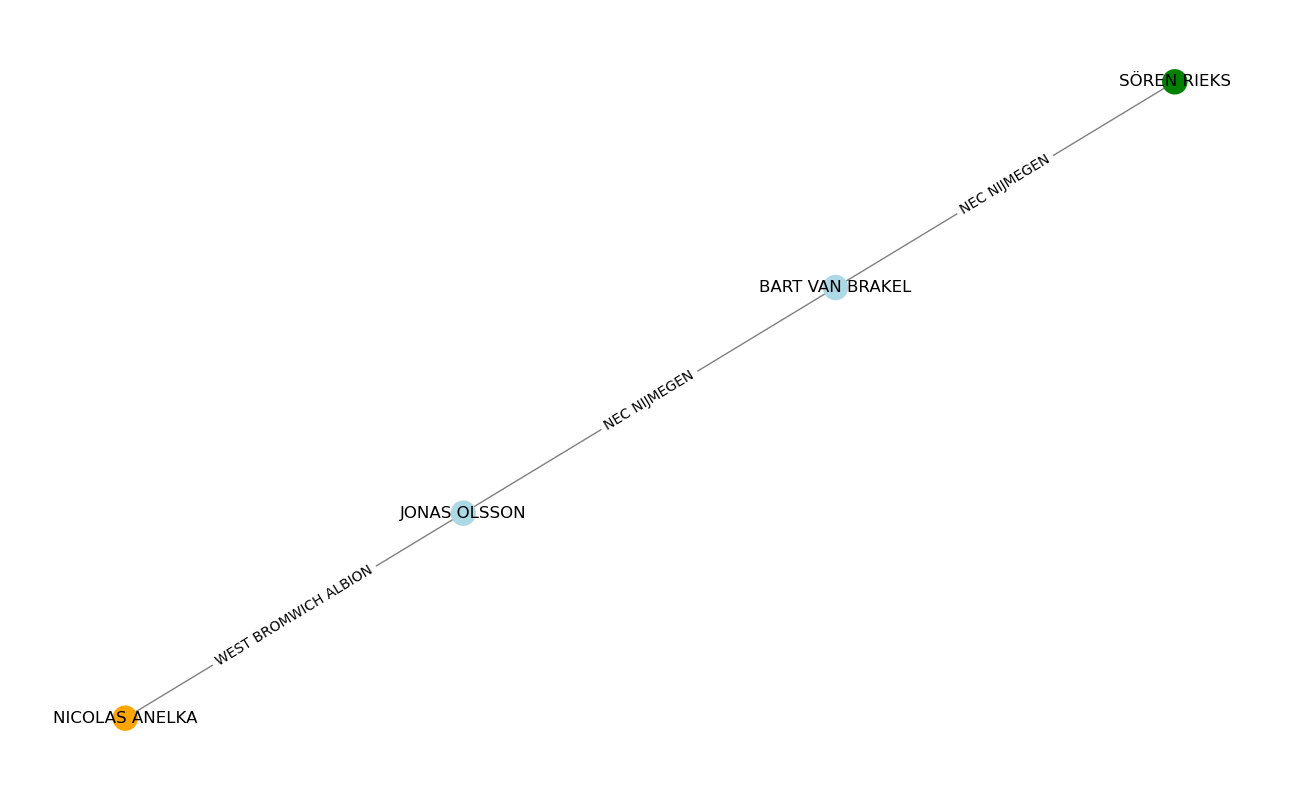 SÖREN RIEKS
NEC NIJMEGEN
BART VAN BRAKEL
NEC NIJMEGEN
JONAS OLSSON
WEST BROMWICH ALBION
NICOLAS ANELKA